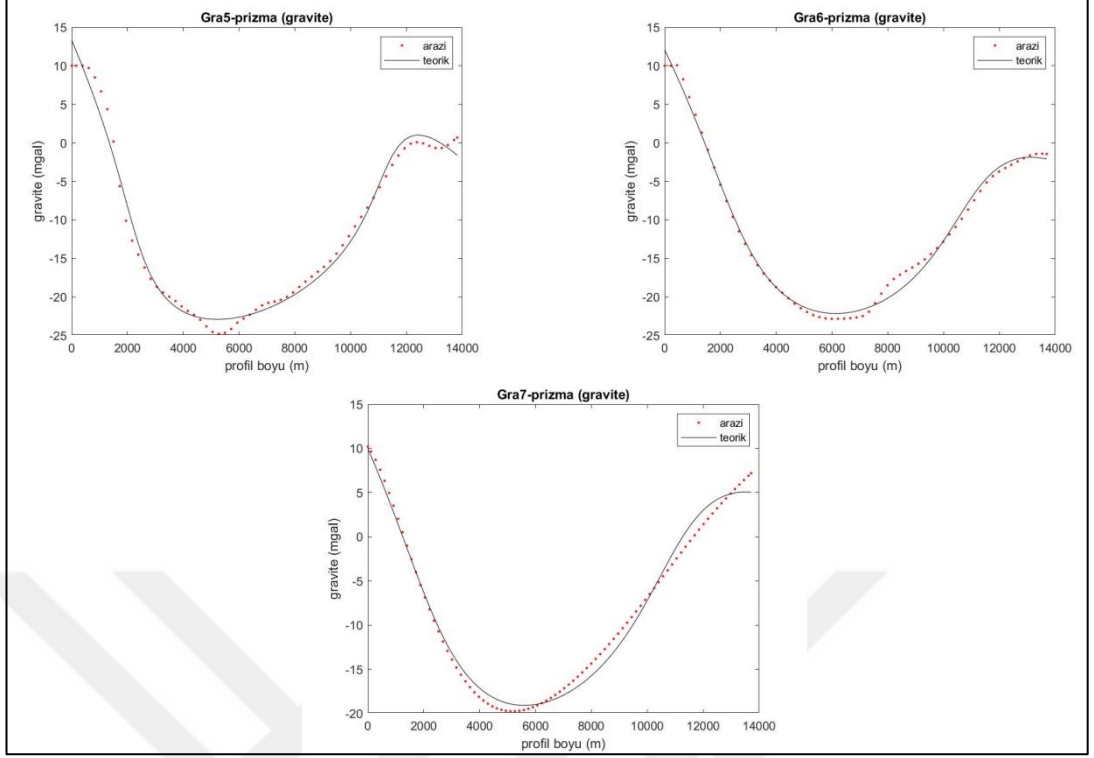 Gra5-prizma (gravite)
15
10
5
0
-5
-10
-15
-20
-25
gravite (mgal)
arazi
teorik
0 2000 4000 6000 8000 10000 12000 14000
profil boyu (m)
Gra6-prizma (gravite)
15
10
5
0
-5
-10
-15
-20
-25
gravite (mgal)
arazi
teorik
0 2000 4000 6000 8000 10000 12000 14000
profil boyu (m)
Gra7-prizma (gravite)
15
10
5
0
-5
-10
-15
-20
gravite (mgal)
arazi
teorik
0 2000 4000 6000 8000 10000 12000 14000
profil boyu (m)